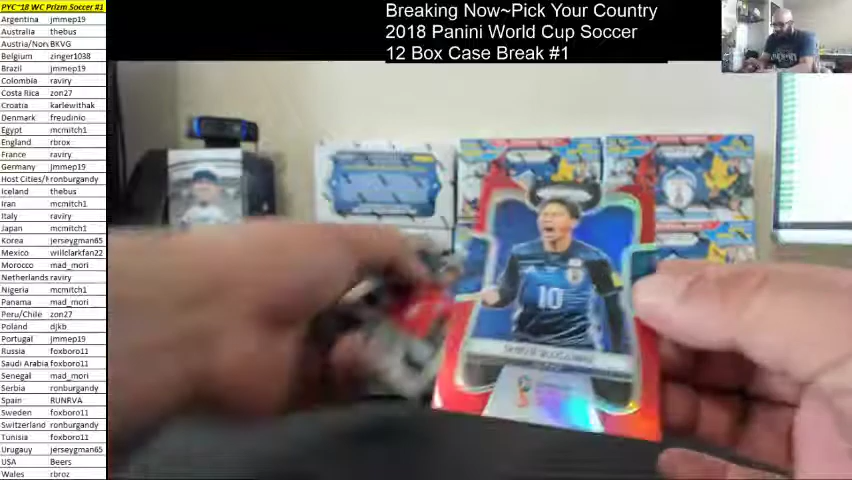 PYC~18 WC Prizm Soccer #1
Argentina jmmep19
Australia thebus
Austria/Non BKVG
Belgium zinger1038
Brazil jmmep19
Colombia raviry
Costa Rica zon27
Croatia karlewithak
Denmark freudinio
Egypt mcmitch1
England rbrox
France raviry
Germany jmmep19
Host Cities/N ronburgandy
Iceland thebus
Iran mcmitch1
Italy raviry
Japan mcmitch1
Korea jerseygman65
Mexico willclarkfan22
Morocco mad_mori
Netherlands raviry
Nigeria mcmitch1
Panama mad_mori
Peru/Chile zon27
Poland djkb
Portugal jmmep19
Russia foxboro11
Saudi Arabia foxboro11
Senegal mad_mori
Serbia ronburgandy
Spain RUNRVA
Sweden foxboro11
Switzerland ronburgandy
Tunisia foxboro11
Urugauy jerseygman65
USA Beers
Wales rbroz
Breaking Now~Pick Your Country
2018 Panini World Cup Soccer
12 Box Case Break #1
10